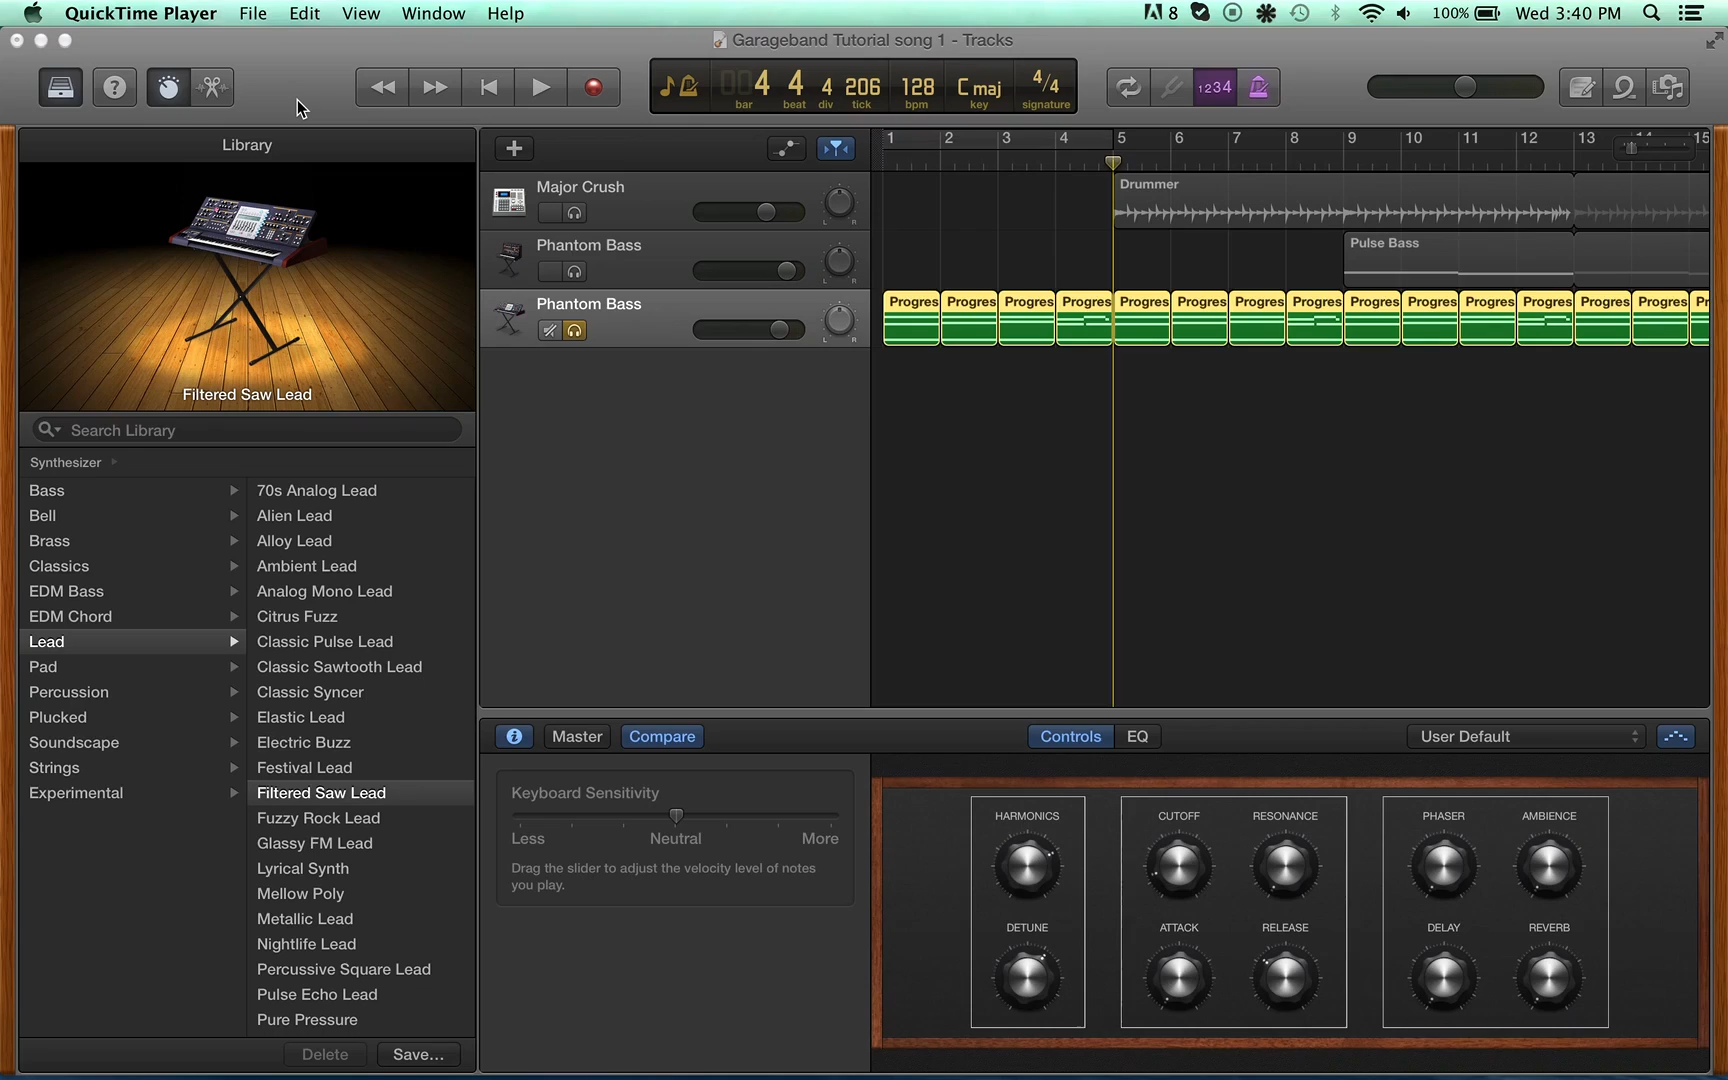 QuickTime Player File Edit View Window Help 8 100% Wed 3:40 PM
Garageband Tutorial song 1 - Tracks
004 4 4 206 128 C maj 4/4
bar beat div tick bpm key signature
1234
Library
1 2 3 4 5 6 7 8 9 10 11 12 13 14 15
Major Crush
L R
Drummer
Phantom Bass
L R
Pulse Bass
Phantom Bass
L R
Progres Progres Progres Progres Progres Progres Progres Progres Progres Progres Progres Progres Progres Progres Pro
Filtered Saw Lead
Search Library
Synthesizer
Bass
Bell
Brass
Classics
EDM Bass
EDM Chord
Lead
Pad
Percussion
Plucked
Soundscape
Strings
Experimental
70s Analog Lead
Alien Lead
Alloy Lead
Ambient Lead
Analog Mono Lead
Citrus Fuzz
Classic Pulse Lead
Classic Sawtooth Lead
Classic Syncer
Elastic Lead
Electric Buzz
Festival Lead
Filtered Saw Lead
Fuzzy Rock Lead
Glassy FM Lead
Lyrical Synth
Mellow Poly
Metallic Lead
Nightlife Lead
Percussive Square Lead
Pulse Echo Lead
Pure Pressure
Delete Save...
Master Compare Controls EQ User Default
Keyboard Sensitivity
Less Neutral More
Drag the slider to adjust the velocity level of notes
you play.
HARMONICS CUTOFF RESONANCE PHASER AMBIENCE
DETUNE ATTACK RELEASE DELAY REVERB